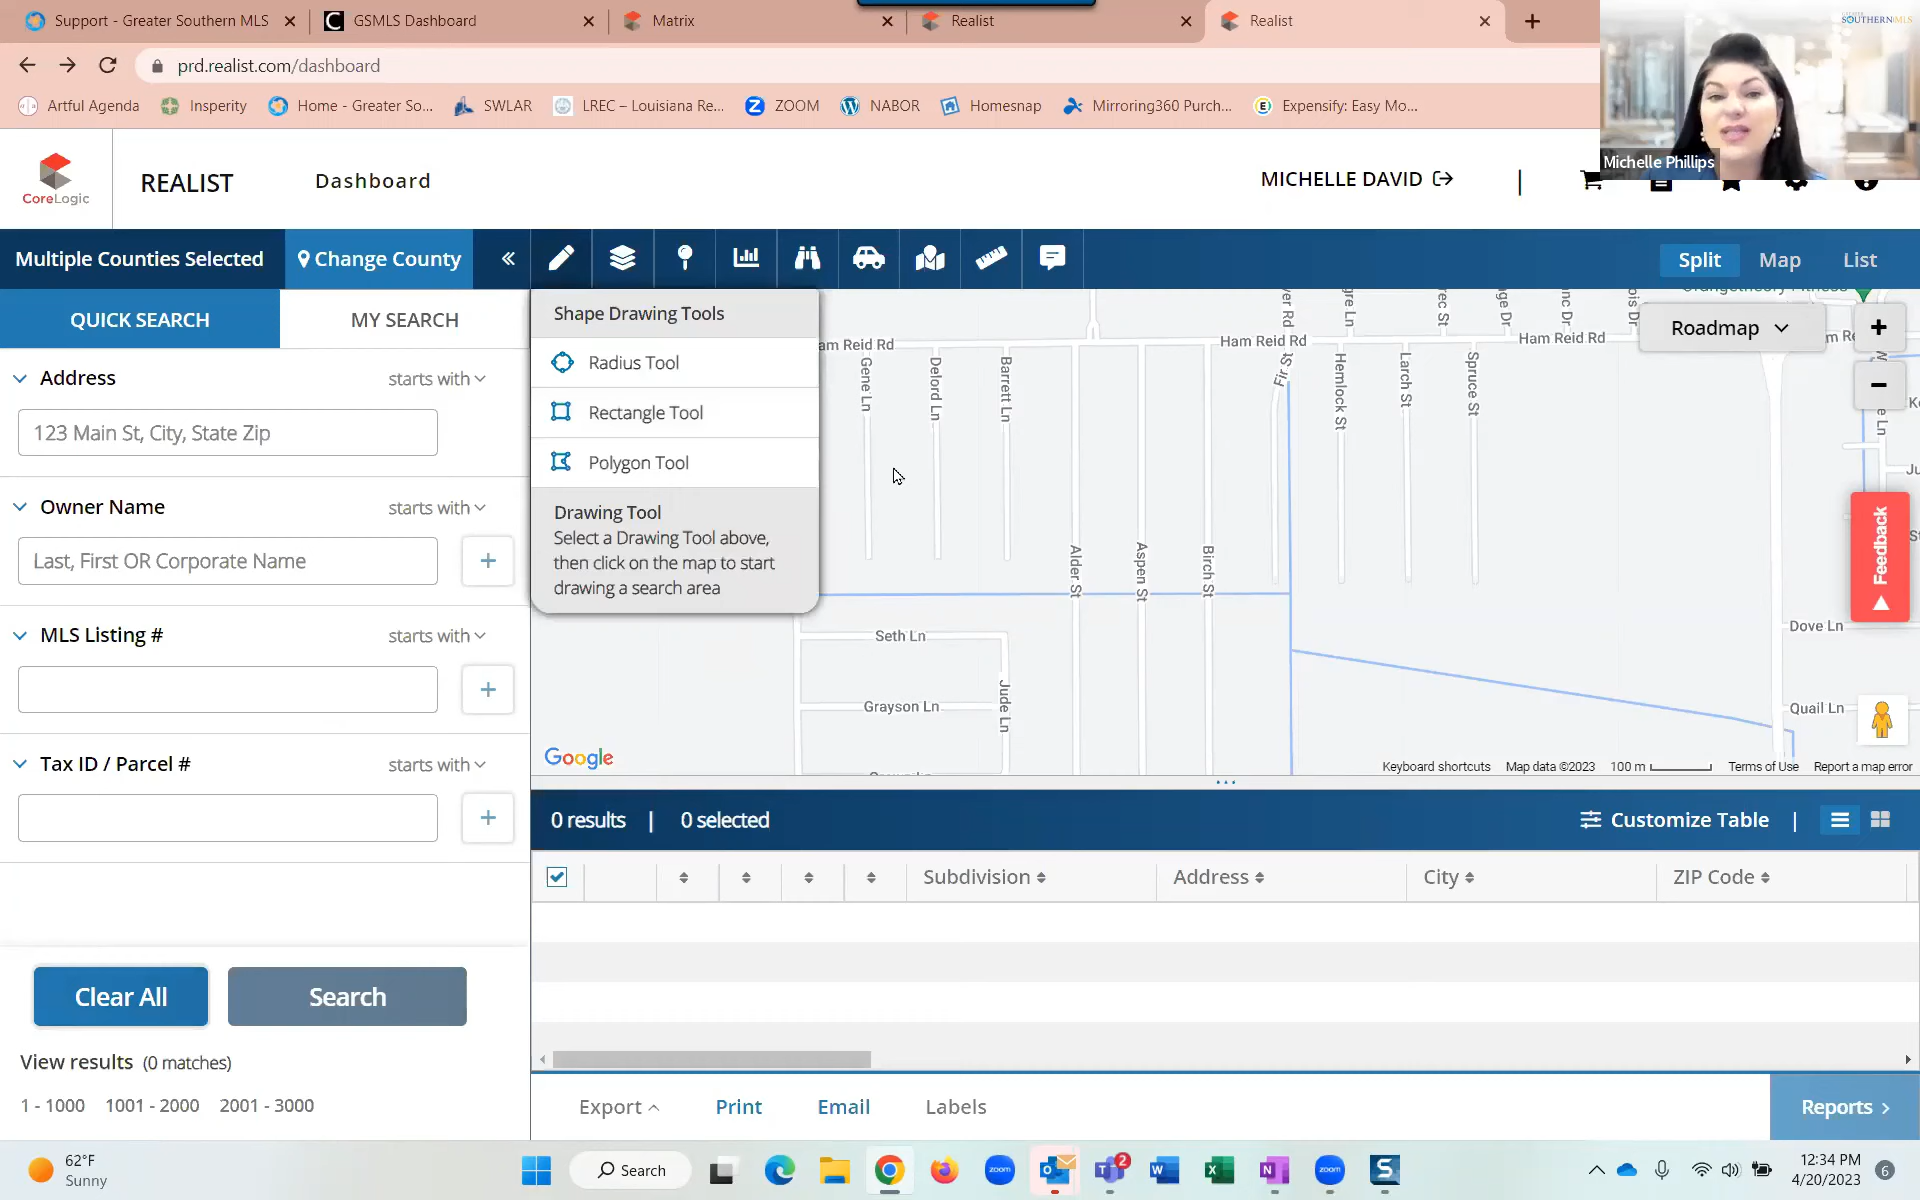 Support - Greater Southern MLS
GSMLS Dashboard
Matrix
Realist
Realist
SOUTHERN MLS
prd.realist.com/dashboard
Artful Agenda
Insperity
Home - Greater So...
SWLAR
LREC – Louisiana Re...
ZOOM
NABOR
Homesnap
Mirroring360 Purch...
Expensify: Easy Mo...
Michelle Phillips
CoreLogic
REALIST
Dashboard
MICHELLE DAVID
Multiple Counties Selected
Change County
Split
Map
List
QUICK SEARCH
MY SEARCH
Address
starts with
123 Main St, City, State Zip
Owner Name
starts with
Last, First OR Corporate Name
MLS Listing #
starts with
Tax ID / Parcel #
starts with
Clear All
Search
View results (0 matches)
1 - 1000 1001 - 2000 2001 - 3000
Shape Drawing Tools
Radius Tool
Rectangle Tool
Polygon Tool
Drawing Tool
Select a Drawing Tool above,
then click on the map to start
drawing a search area
am Reid Rd
Ham Reid Rd
Ham Reid Rd
Gene Ln
Delord Ln
Barrett Ln
Hemlock St
Larch St
Spruce St
Alder St
Aspen St
Birch St
Seth Ln
Grayson Ln
Jude Ln
Dove Ln
Quail Ln
Roadmap
+
−
Feedback
Google
Keyboard shortcuts
Map data ©2023
100 m
Terms of Use
Report a map error
0 results | 0 selected
Customize Table
Subdivision
Address
City
ZIP Code
Export
Print
Email
Labels
Reports
62°F
Sunny
Search
zoom
2
zoom
12:34 PM
4/20/2023
6